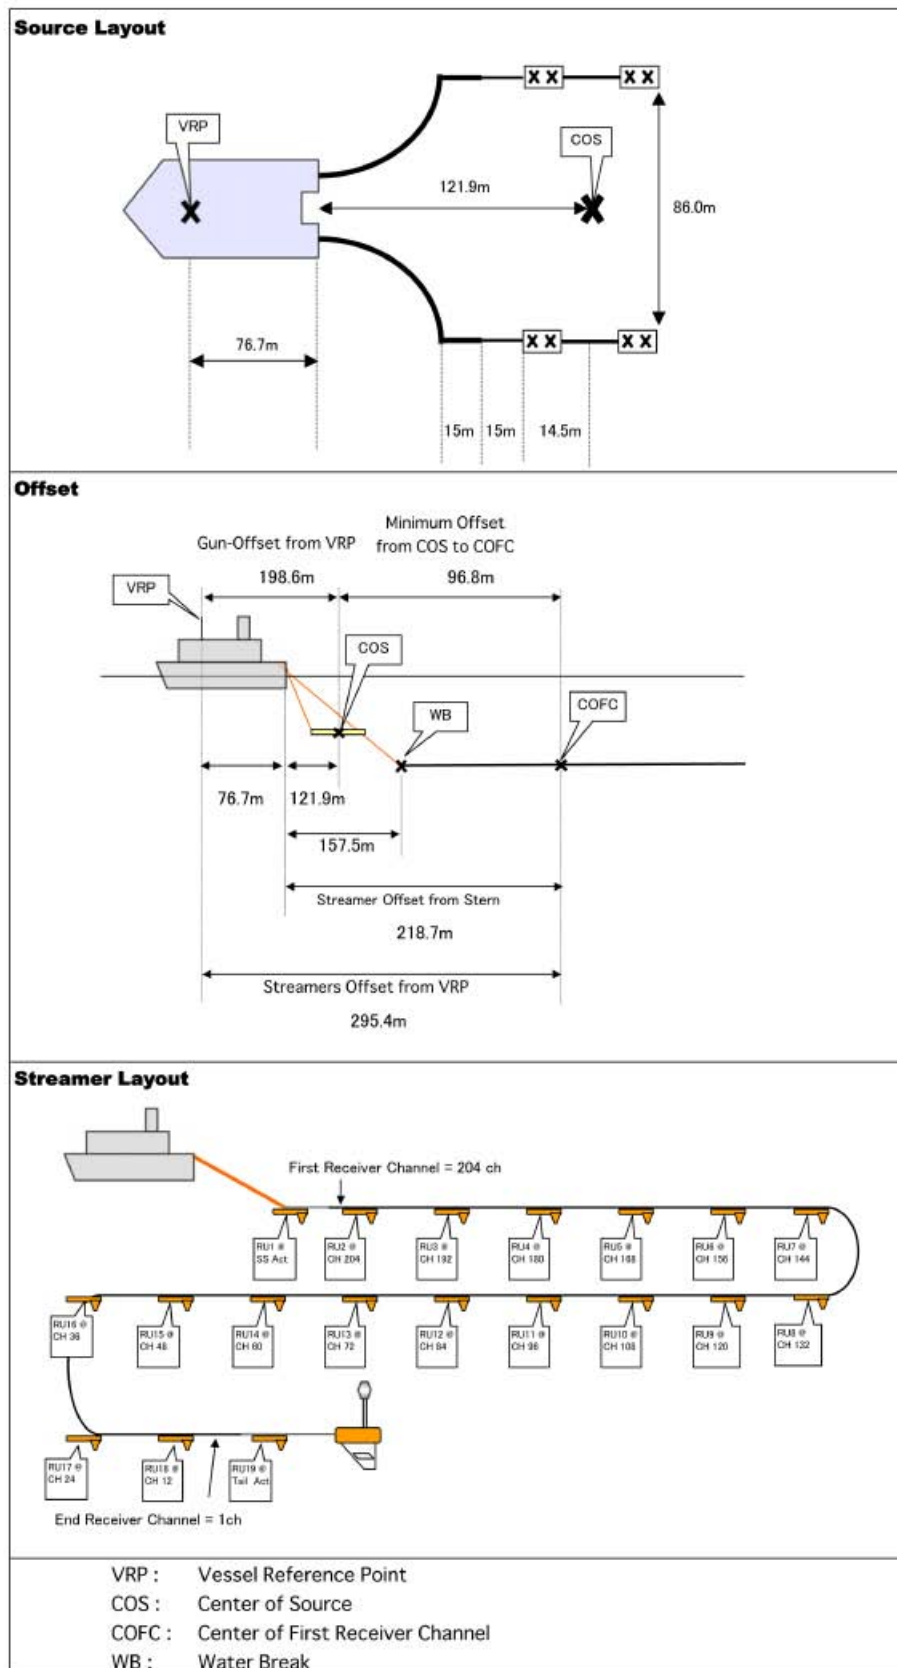 Source Layout
VRP
COS
121.9m
86.0m
76.7m
15m
15m
14.5m
Offset
Minimum Offset
Gun-Offset from VRP
from COS to COFC
198.6m
96.8m
VRP
COS
WB
COFC
76.7m
121.9m
157.5m
Streamer Offset from Stern
218.7m
Streamers Offset from VRP
295.4m
Streamer Layout
First Receiver Channel = 204 ch
RU1 @
SS Act
RU2 @
CH 204
RU3 @
CH 192
RU4 @
CH 180
RU5 @
CH 168
RU6 @
CH 156
RU7 @
CH 144
RU16 @
CH 36
RU15 @
CH 48
RU14 @
CH 60
RU13 @
CH 72
RU12 @
CH 84
RU11 @
CH 96
RU10 @
CH 108
RU9 @
CH 120
RU8 @
CH 132
RU17 @
CH 24
RU18 @
CH 12
RU19 @
Tail Act
End Receiver Channel = 1ch
VRP : Vessel Reference Point
COS : Center of Source
COFC : Center of First Receiver Channel
WB : Water Break